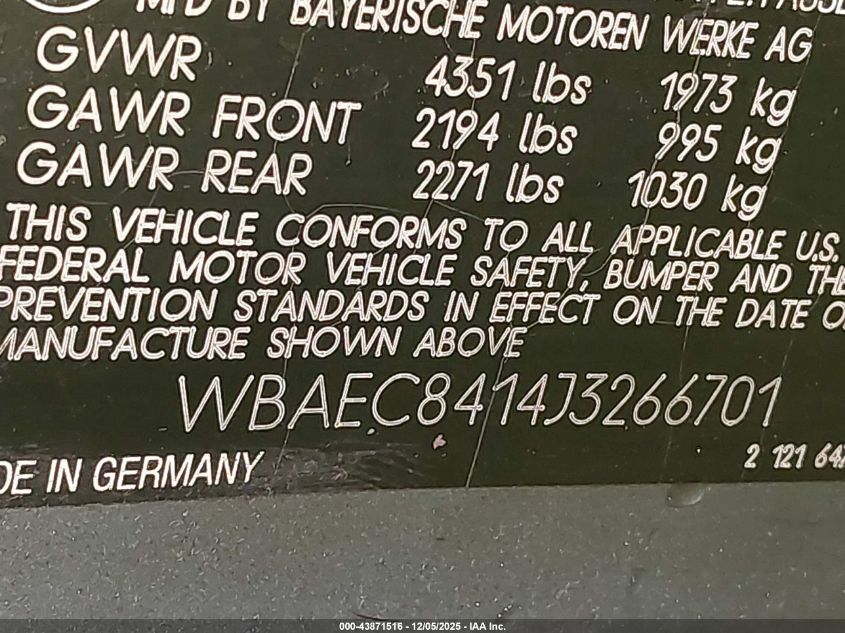 MFD BY BAYERISCHE MOTOREN WERKE AG
GVWR 4351 lbs 1973 kg
GAWR FRONT 2194 lbs 995 kg
GAWR REAR 2271 lbs 1030 kg
THIS VEHICLE CONFORMS TO ALL APPLICABLE U.S.
FEDERAL MOTOR VEHICLE SAFETY, BUMPER AND THE
PREVENTION STANDARDS IN EFFECT ON THE DATE O
MANUFACTURE SHOWN ABOVE
WBAEC8414J3266701
DE IN GERMANY
2 121 647
000-43871516 - 12/05/2025 - IAA Inc.